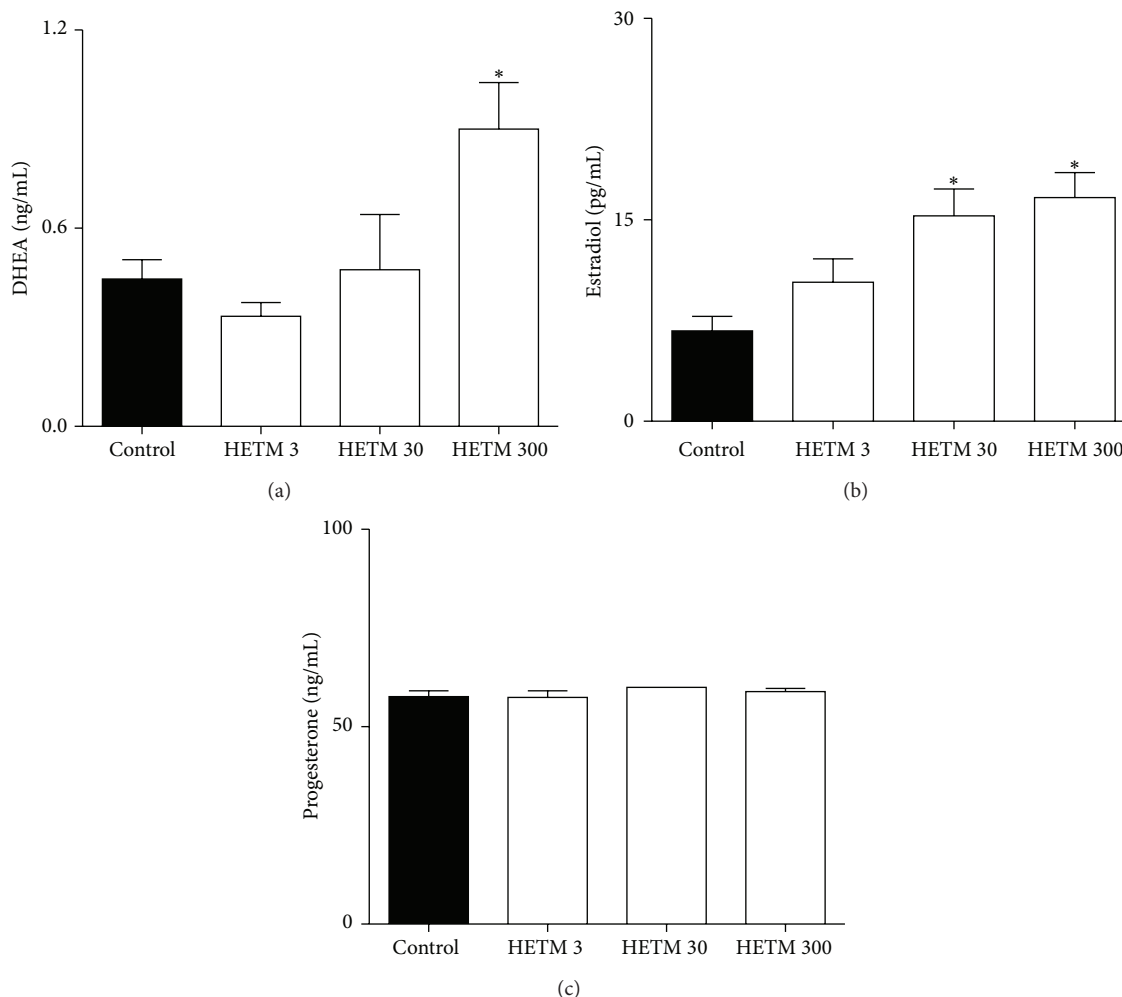 DHEA (ng/mL)
1.2
0.6
0.0
*
Control HETM 3 HETM 30 HETM 300
(a)
Estradiol (pg/mL)
30
15
0
* *
Control HETM 3 HETM 30 HETM 300
(b)
Progesterone (ng/mL)
100
50
0
Control HETM 3 HETM 30 HETM 300
(c)